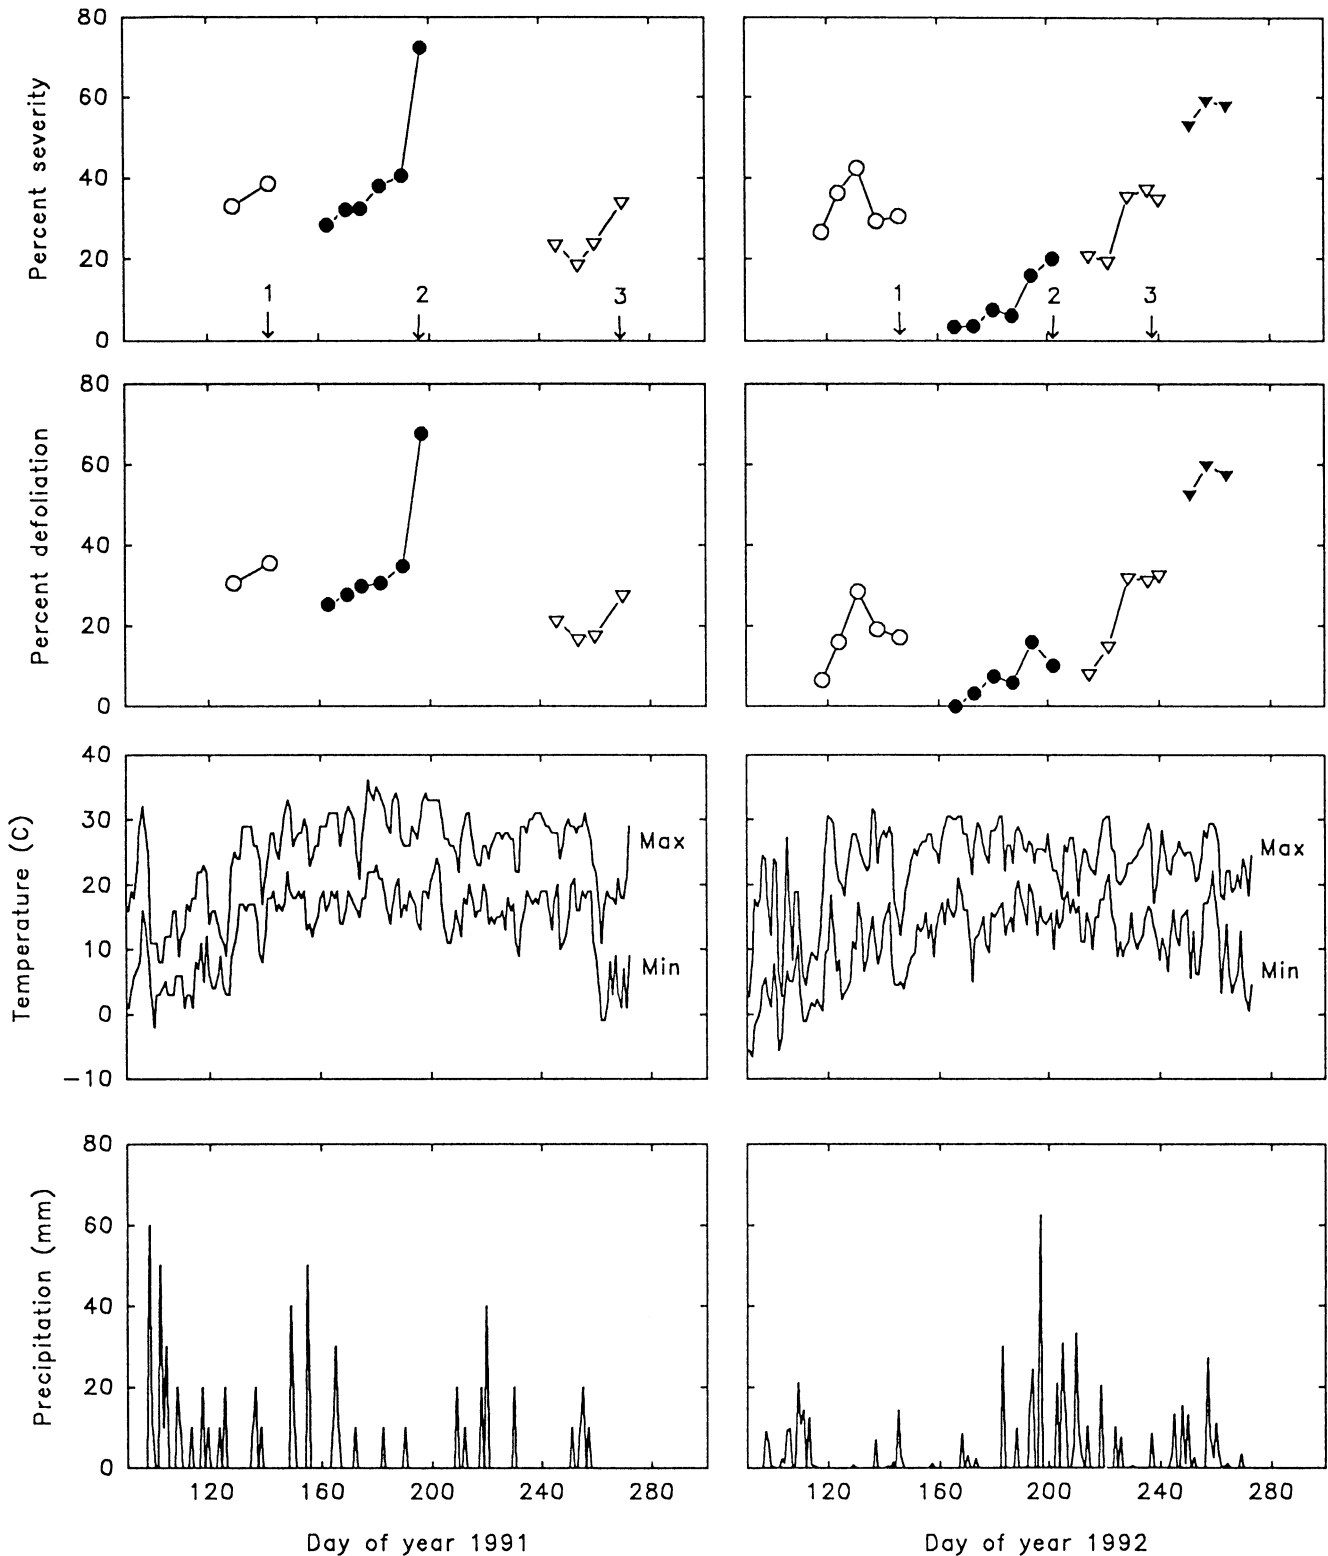 80
60
40
20
0
Percent severity
1
2
3
1
2
3
80
60
40
20
0
Percent defoliation
40
30
20
10
0
−10
Temperature (C)
Max
Min
Max
Min
80
60
40
20
0
Precipitation (mm)
120 160 200 240 280
120 160 200 240 280
Day of year 1991
Day of year 1992